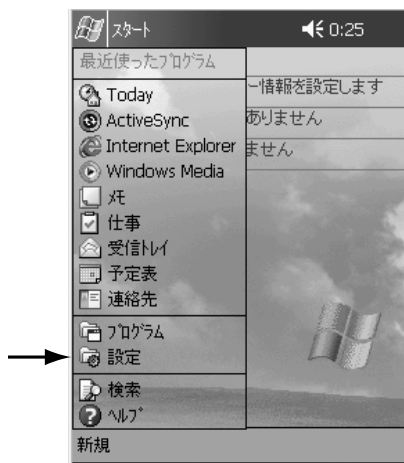 スタート 0:25
最近使ったプログラム
ー情報を設定します
Today
ActiveSync
ありません
Internet Explorer
ません
Windows Media
メモ
仕事
受信トレイ
予定表
連絡先
プログラム
設定
検索
ヘルプ
新規